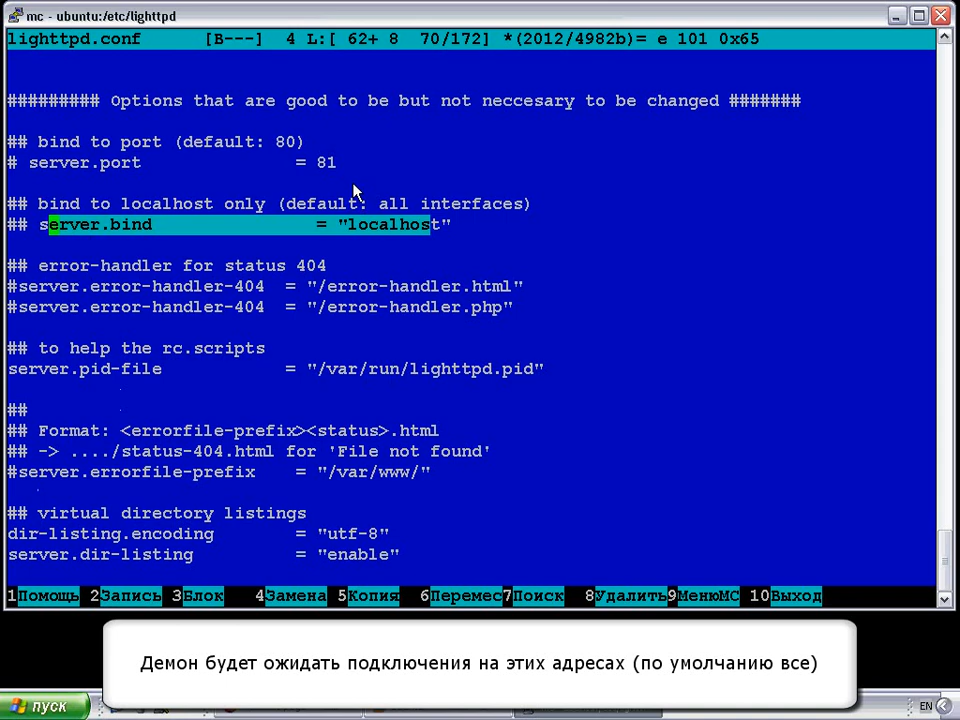 mc - ubuntu:/etc/lighttpd
lighttpd.conf [B---] 4 L:[ 62+ 8 70/172] *(2012/4982b)= e 101 0x65
######### Options that are good to be but not neccesary to be changed #######
## bind to port (default: 80)
# server.port = 81
## bind to localhost only (default: all interfaces)
## server.bind = "localhost"
## error-handler for status 404
#server.error-handler-404 = "/error-handler.html"
#server.error-handler-404 = "/error-handler.php"
## to help the rc.scripts
server.pid-file = "/var/run/lighttpd.pid"
##
## Format: <errorfile-prefix><status>.html
## -> ..../status-404.html for 'File not found'
#server.errorfile-prefix = "/var/www/"
## virtual directory listings
dir-listing.encoding = "utf-8"
server.dir-listing = "enable"
1Помощь 2Запись 3Блок 4Замена 5Копия 6Перемес7Поиск 8Удалить9МенюMC 10Выход
Демон будет ожидать подключения на этих адресах (по умолчанию все)
пуск
EN